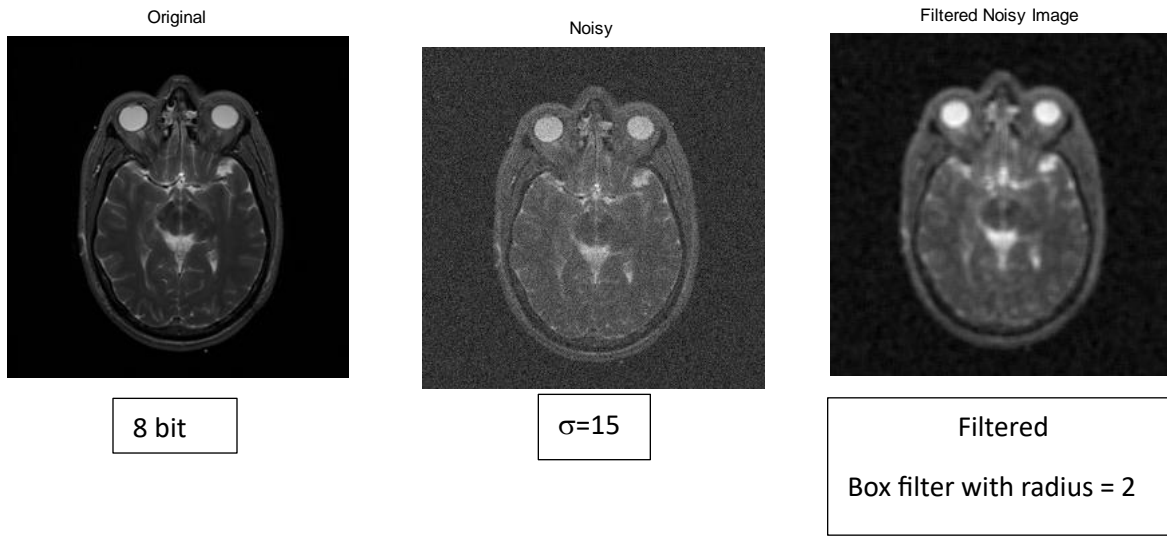 Original
Noisy
Filtered Noisy Image
8 bit
σ=15
Filtered
Box filter with radius = 2